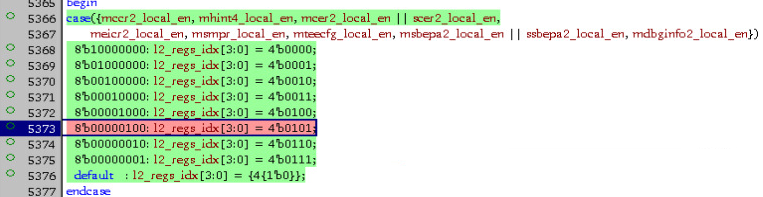 5365 begin
5366 case({mccr2_local_en, mhint4_local_en, mcer2_local_en || scer2_local_en,
5367 meicr2_local_en, msmpr_local_en, mteecfg_local_en, msbepa2_local_en || ssbepa2_local_en, mdbginfo2_local_en})
5368 8'b10000000: l2_regs_idx[3:0] = 4'b0000;
5369 8'b01000000: l2_regs_idx[3:0] = 4'b0001;
5370 8'b00100000: l2_regs_idx[3:0] = 4'b0010;
5371 8'b00010000: l2_regs_idx[3:0] = 4'b0011;
5372 8'b00001000: l2_regs_idx[3:0] = 4'b0100;
5373 8'b00000100: l2_regs_idx[3:0] = 4'b0101;
5374 8'b00000010: l2_regs_idx[3:0] = 4'b0110;
5375 8'b00000001: l2_regs_idx[3:0] = 4'b0111;
5376 default : l2_regs_idx[3:0] = {4{1'b0}};
5377 endcase